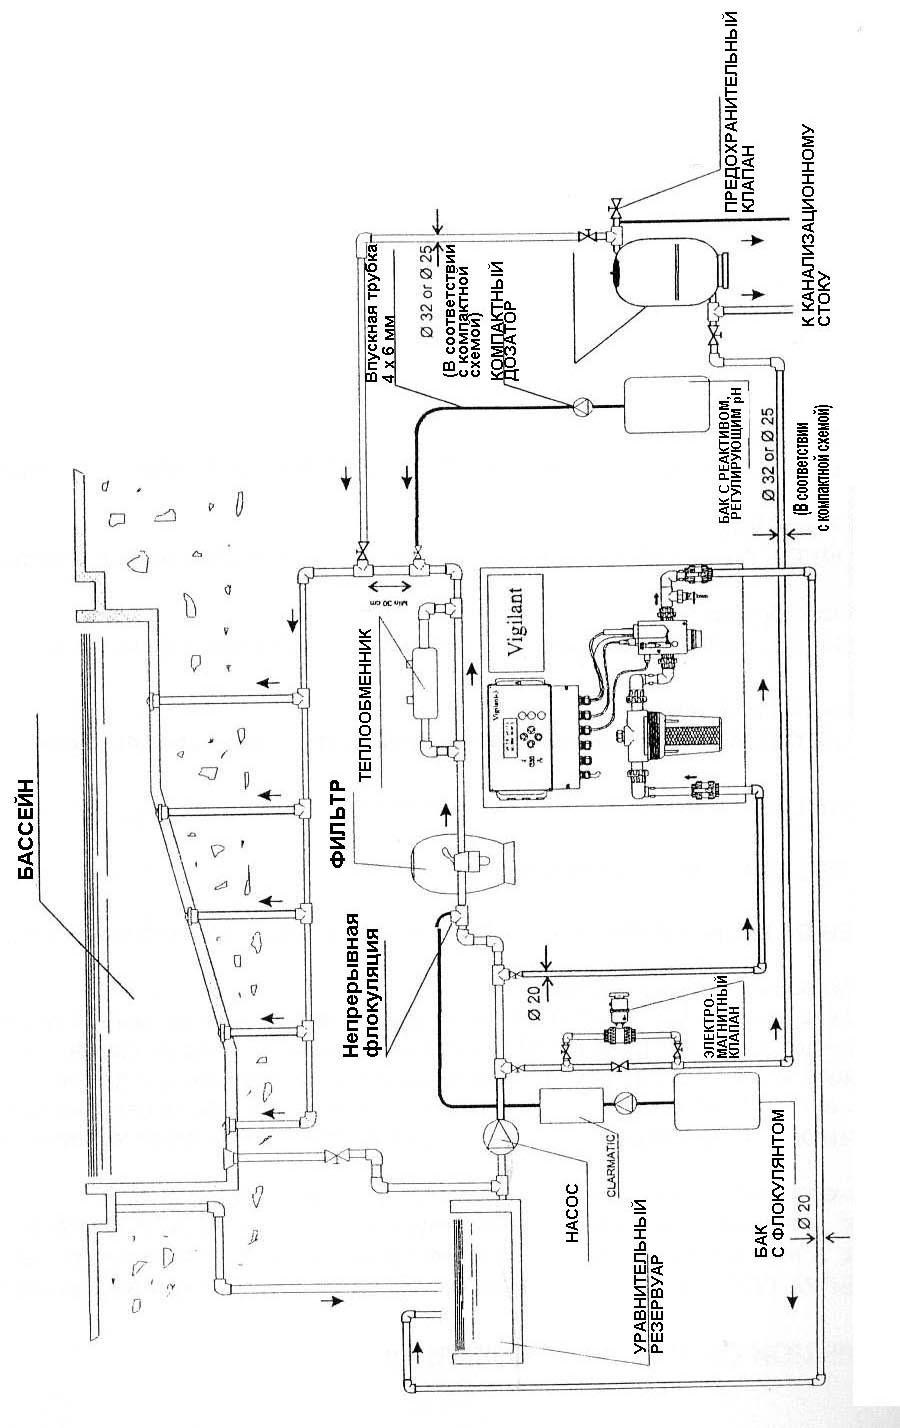 БАССЕЙН
ФИЛЬТР
ТЕПЛООБМЕННИК
Min 30 cm
Непрерывная
флокуляция
Впускная трубка
4 x 6 мм
Ø 32 or Ø 25
(В соответствии
с компактной
схемой)
КОМПАКТНЫЙ
ДОЗАТОР
ПРЕДОХРАНИТЕЛЬНЫЙ
КЛАПАН
К КАНАЛИЗАЦИОННОМУ
СТОКУ
БАК С РЕАКТИВОМ,
РЕГУЛИРУЮЩИМ pH
Ø 32 or Ø 25
(В соответствии
с компактной схемой)
Vigilant
Vigilant-3
Ø 20
ЭЛЕКТРО-
МАГНИТНЫЙ
КЛАПАН
НАСОС
CLARMATIC
УРАВНИТЕЛЬНЫЙ
РЕЗЕРВУАР
БАК
С ФЛОКУЛЯНТОМ
Ø 20